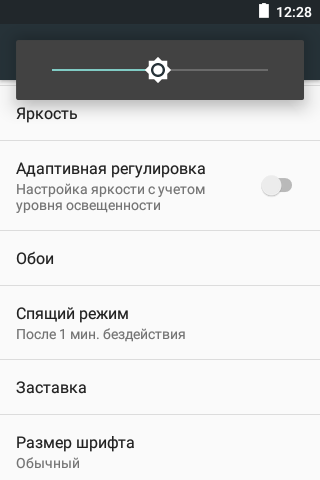 12:28
Яркость
Адаптивная регулировка
Настройка яркости с учетом
уровня освещенности
Обои
Спящий режим
После 1 мин. бездействия
Заставка
Размер шрифта
Обычный